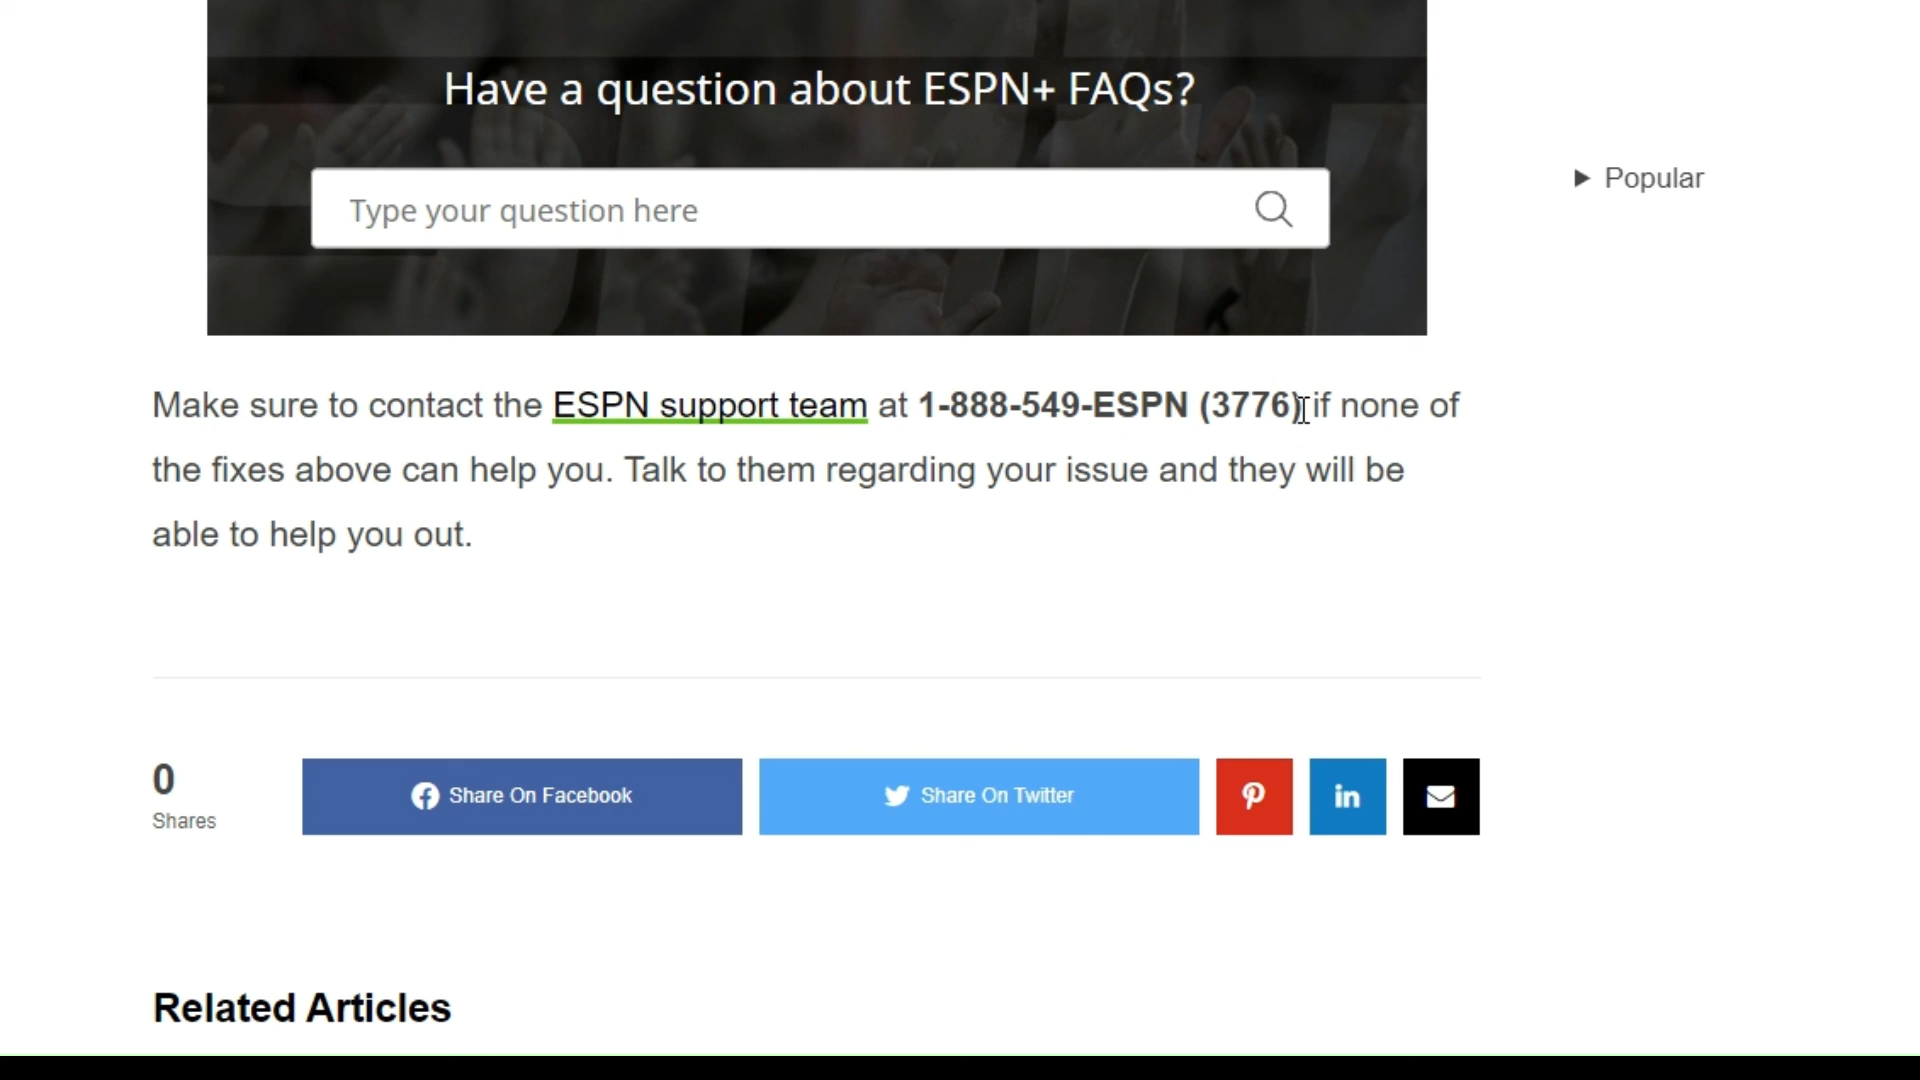 Have a question about ESPN+ FAQs?
Type your question here
▶ Popular
Make sure to contact the ESPN support team at 1-888-549-ESPN (3776) if none of
the fixes above can help you. Talk to them regarding your issue and they will be
able to help you out.
0
Shares
Share On Facebook
Share On Twitter
Related Articles